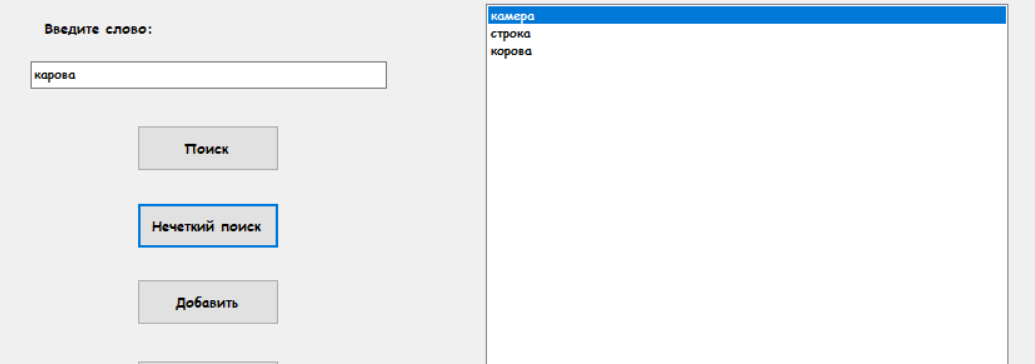 Введите слово:
карова
Поиск
Нечеткий поиск
Добавить
камера
строка
корова